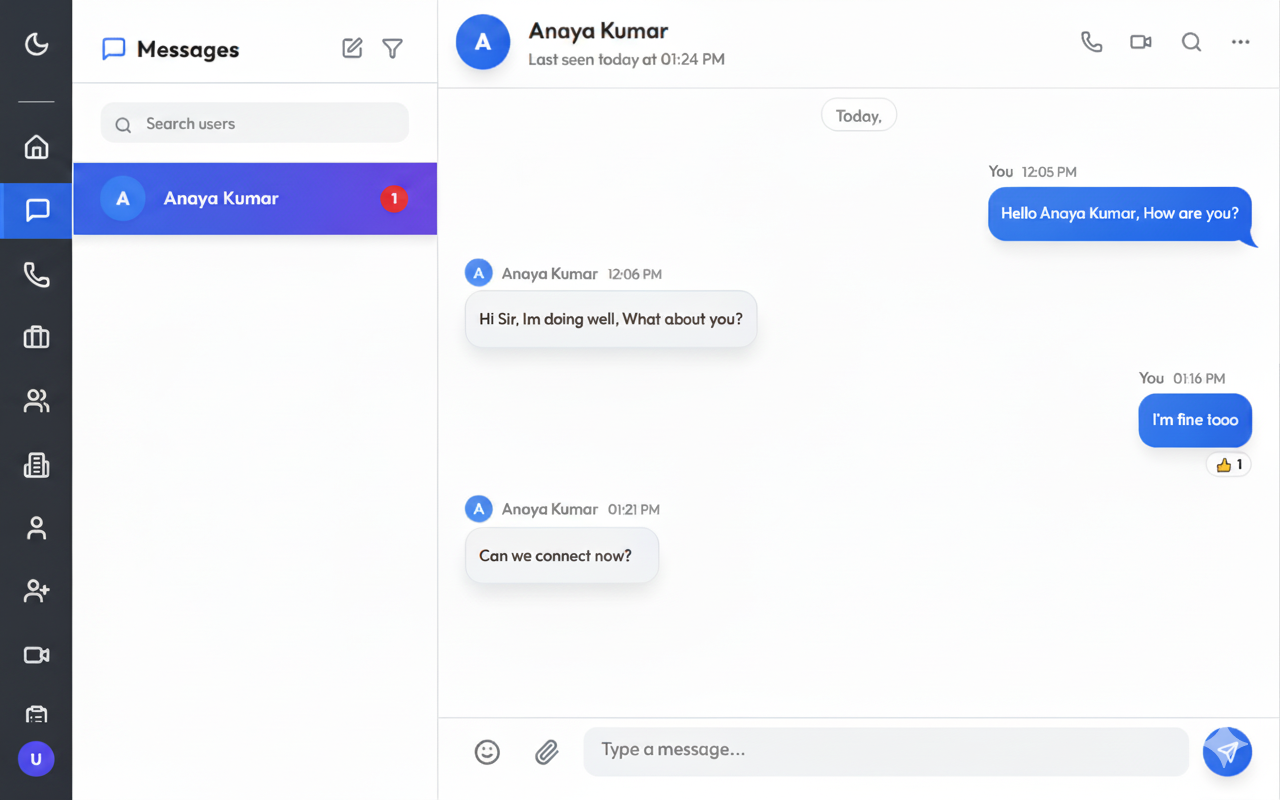 Messages
Search users
A Anaya Kumar 1
U
A Anaya Kumar
Last seen today at 01:24 PM
Today,
You 12:05 PM
Hello Anaya Kumar, How are you?
A Anaya Kumar 12:06 PM
Hi Sir, Im doing well, What about you?
You 01:16 PM
I'm fine tooo
👍 1
A Anoya Kumar 01:21 PM
Can we connect now?
Type a message...